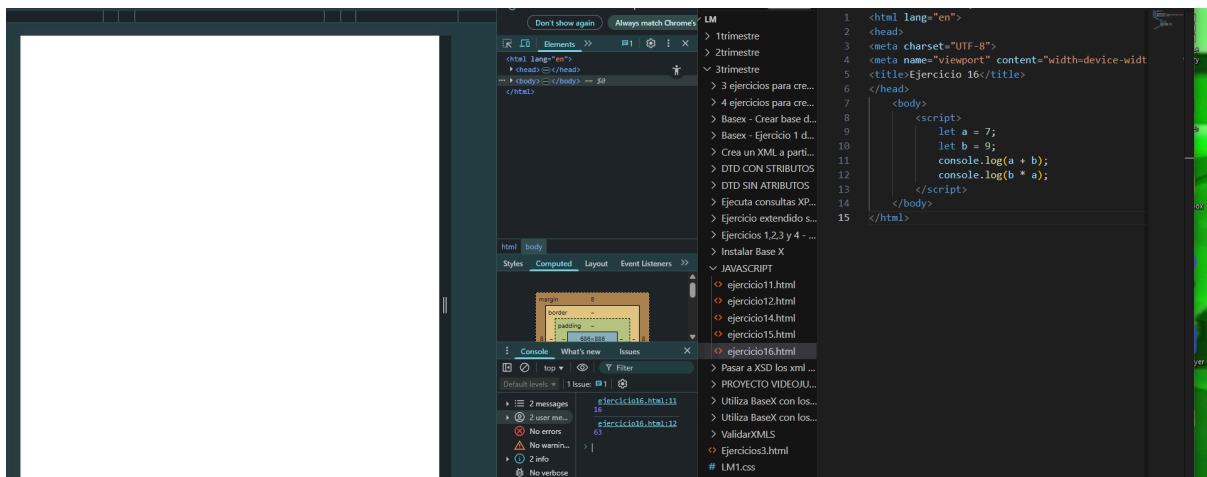 Don't show again
Always match Chrome's
Elements
1
<html lang="en">
<head> </head>
<body> </body> == $0
</html>
html body
Styles Computed Layout Event Listeners
margin 8
border -
padding -
8 - - 686×886 - - 8
Console What's new Issues
top Filter
Default levels 1 Issue: 1
2 messages
2 user me...
No errors
No warnin...
2 info
No verbose
ejercicio16.html:11
16
ejercicio16.html:12
63
LM
1trimestre
2trimestre
3trimestre
3 ejercicios para cre...
4 ejercicios para cre...
Basex - Crear base d...
Basex - Ejercicio 1 d...
Crea un XML a parti...
DTD CON STRIBUTOS
DTD SIN ATRIBUTOS
Ejecuta consultas XP...
Ejercicio extendido s...
Ejercicios 1,2,3 y 4 - ...
Instalar Base X
JAVASCRIPT
ejercicio11.html
ejercicio12.html
ejercicio14.html
ejercicio15.html
ejercicio16.html
Pasar a XSD los xml ...
PROYECTO VIDEOJU...
Utiliza BaseX con los...
Utiliza BaseX con los...
ValidarXMLS
Ejercicios3.html
# LM1.css
1 <html lang="en">
2 <head>
3 <meta charset="UTF-8">
4 <meta name="viewport" content="width=device-widt
5 <title>Ejercicio 16</title>
6 </head>
7 <body>
8 <script>
9 let a = 7;
10 let b = 9;
11 console.log(a + b);
12 console.log(b * a);
13 </script>
14 </body>
15 </html>